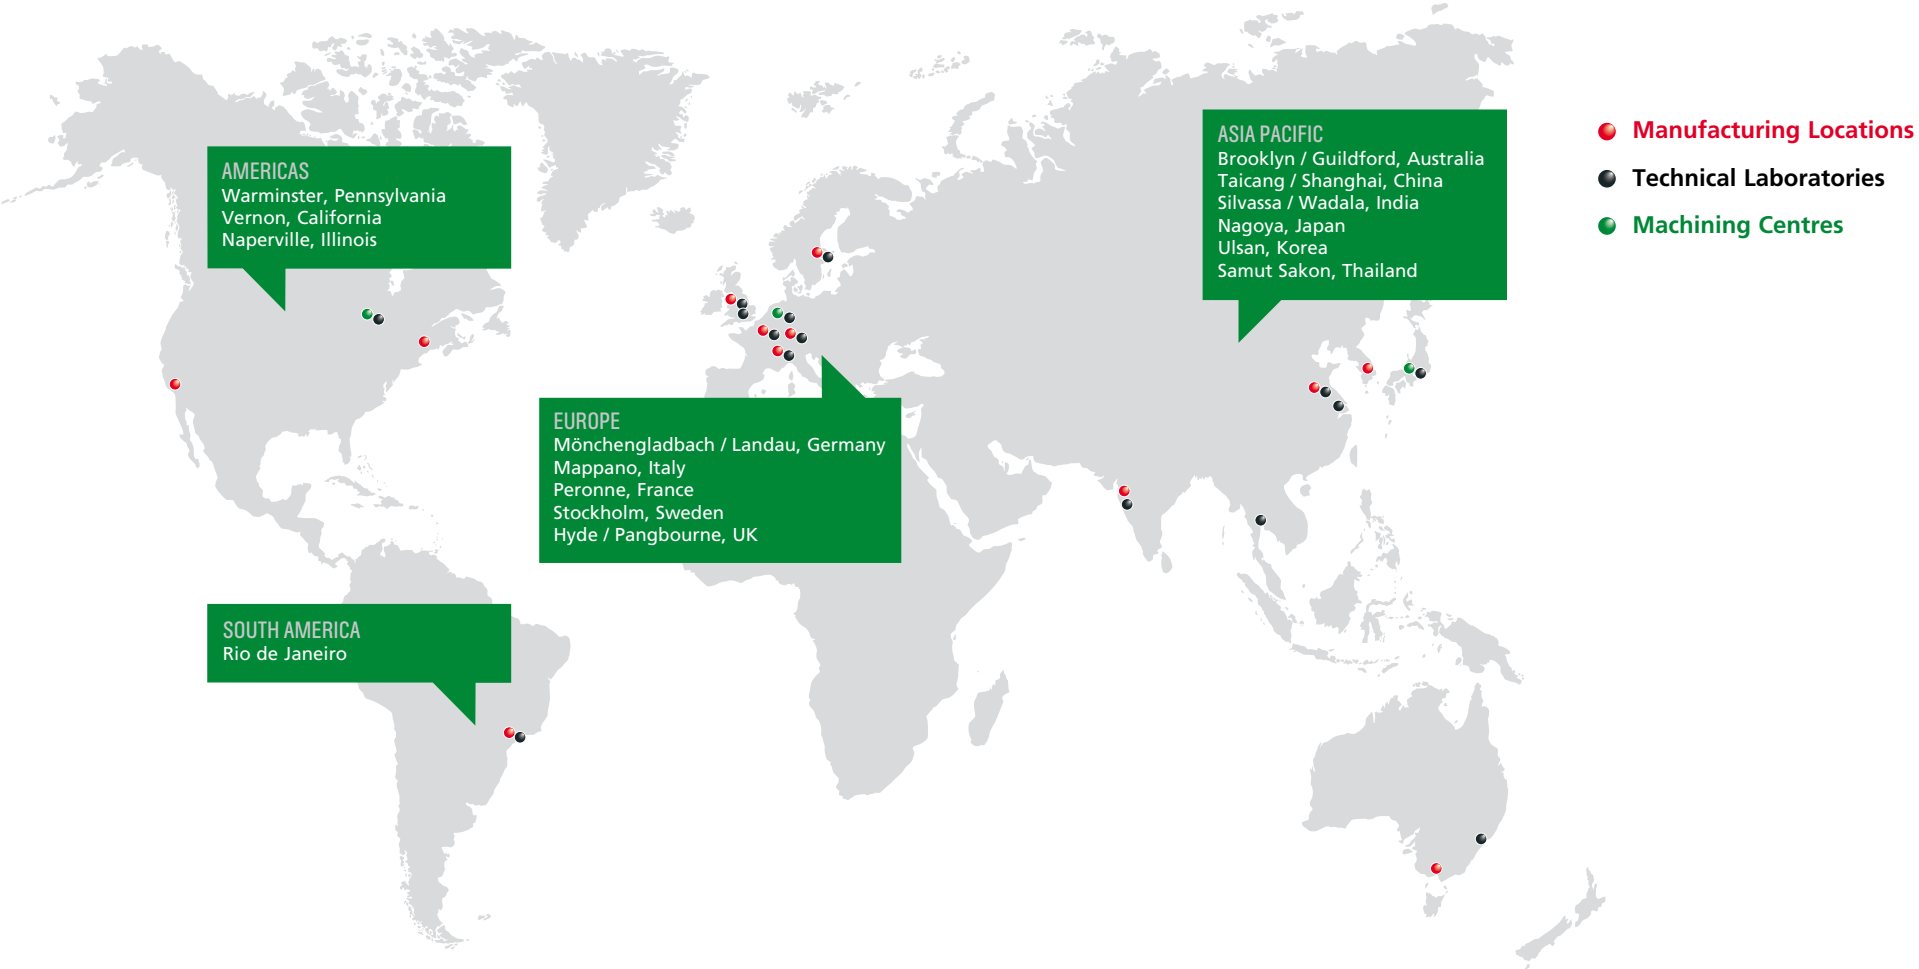 AMERICAS
Warminster, Pennsylvania
Vernon, California
Naperville, Illinois
SOUTH AMERICA
Rio de Janeiro
EUROPE
Mönchengladbach / Landau, Germany
Mappano, Italy
Peronne, France
Stockholm, Sweden
Hyde / Pangbourne, UK
ASIA PACIFIC
Brooklyn / Guildford, Australia
Taicang / Shanghai, China
Silvassa / Wadala, India
Nagoya, Japan
Ulsan, Korea
Samut Sakon, Thailand
Manufacturing Locations
Technical Laboratories
Machining Centres